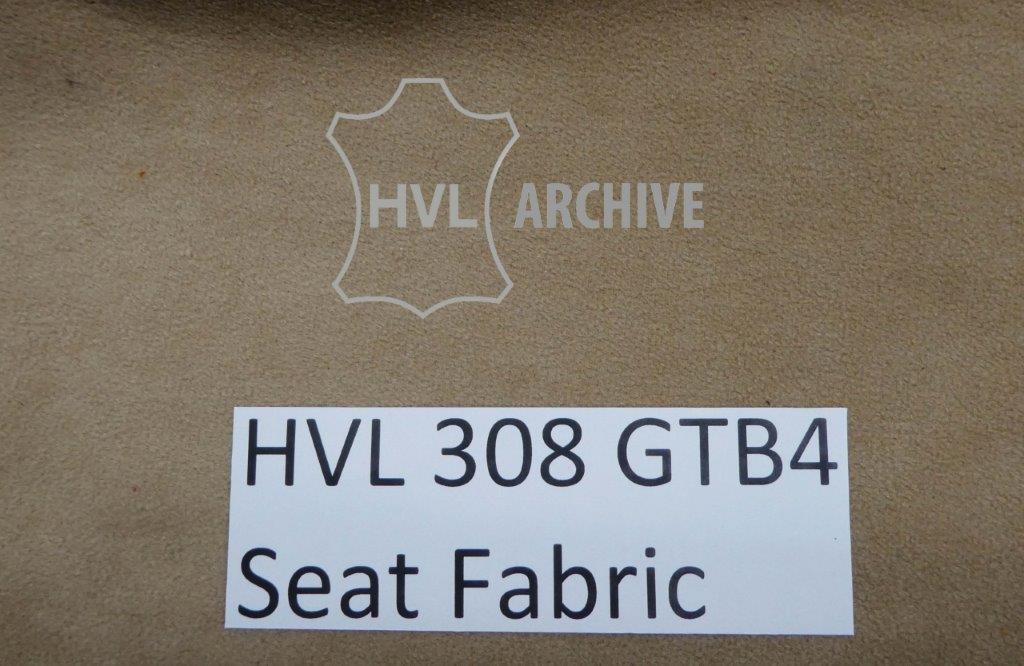 HVL ARCHIVE
HVL 308 GTB4
Seat Fabric